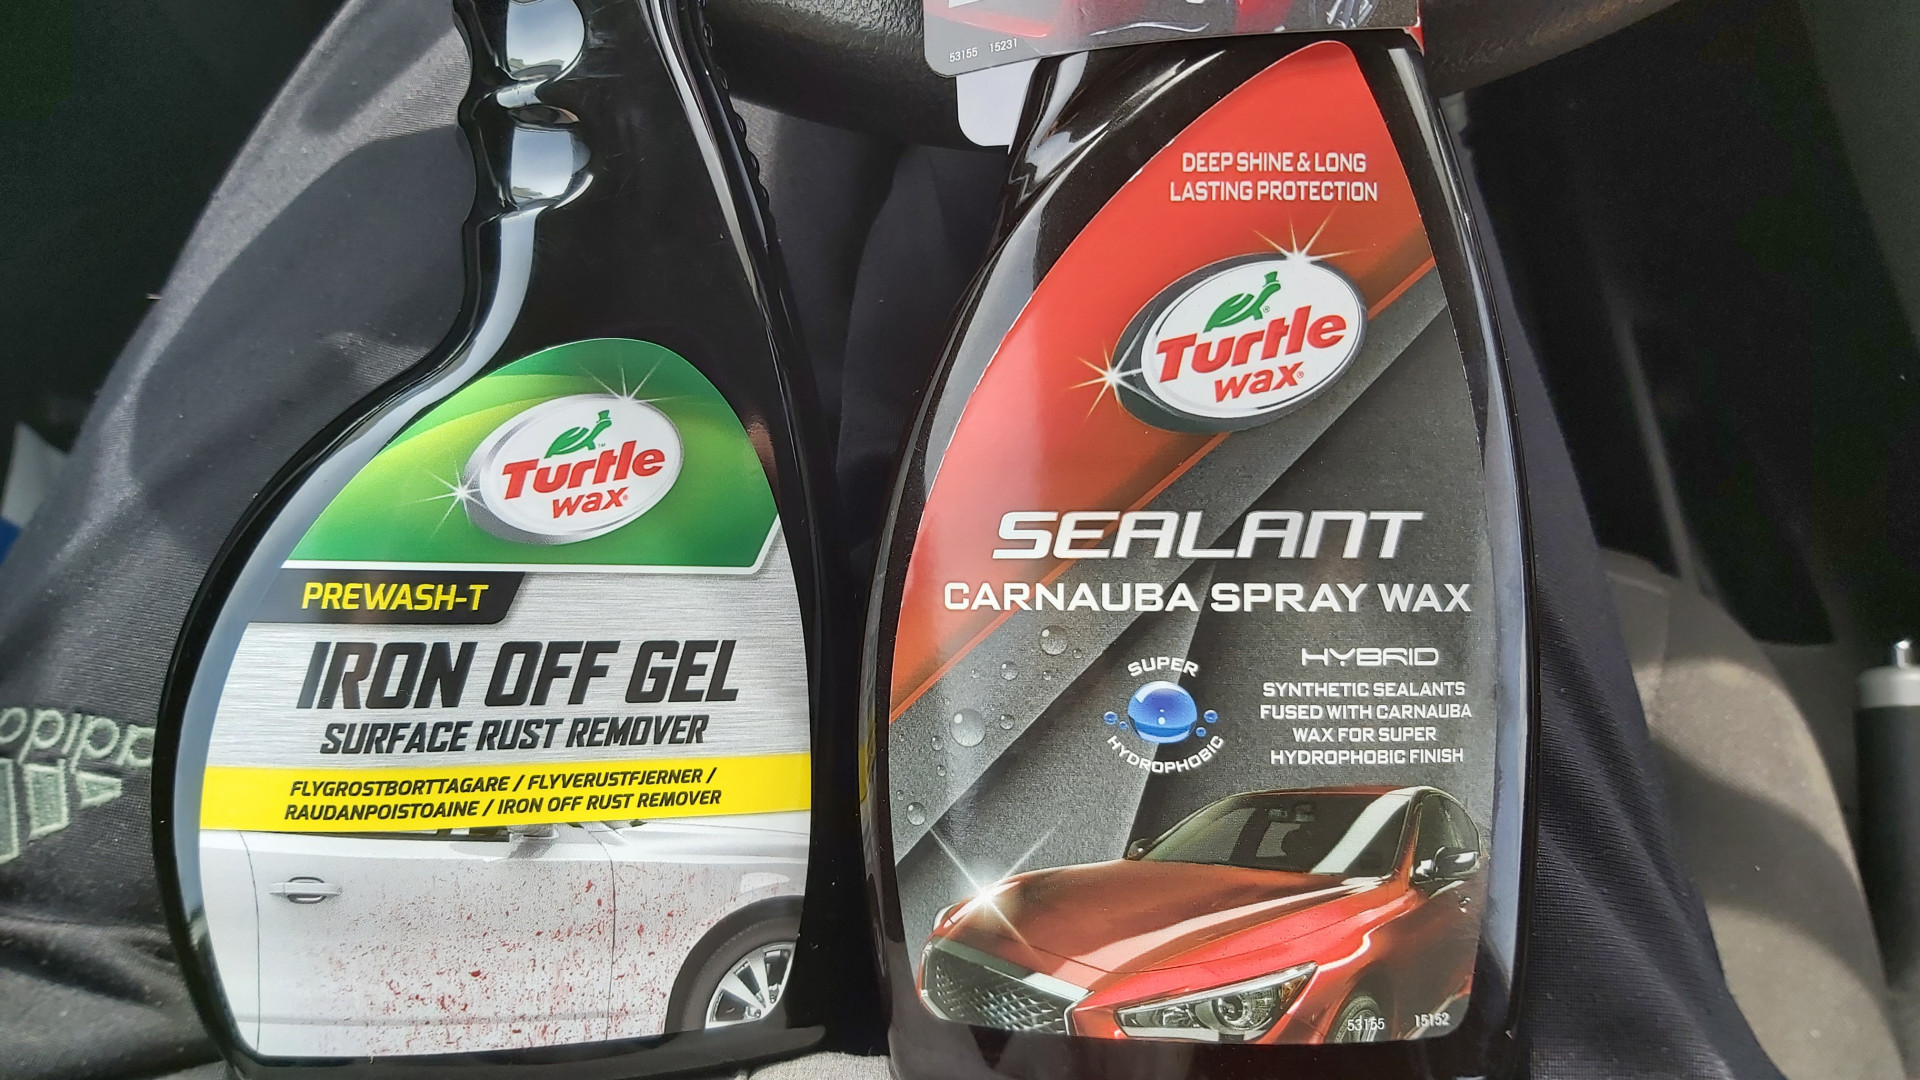 adidas
Turtle
wax
PREWASH-T
IRON OFF GEL
SURFACE RUST REMOVER
FLYGROSTBORTTAGARE / FLYVERUSTFJERNER /
RAUDANPOISTOAINE / IRON OFF RUST REMOVER
53155 15231
DEEP SHINE & LONG
LASTING PROTECTION
Turtle
wax
SEALANT
CARNAUBA SPRAY WAX
SUPER
HYDROPHOBIC
HYBRID
SYNTHETIC SEALANTS
FUSED WITH CARNAUBA
WAX FOR SUPER
HYDROPHOBIC FINISH
53155 15152